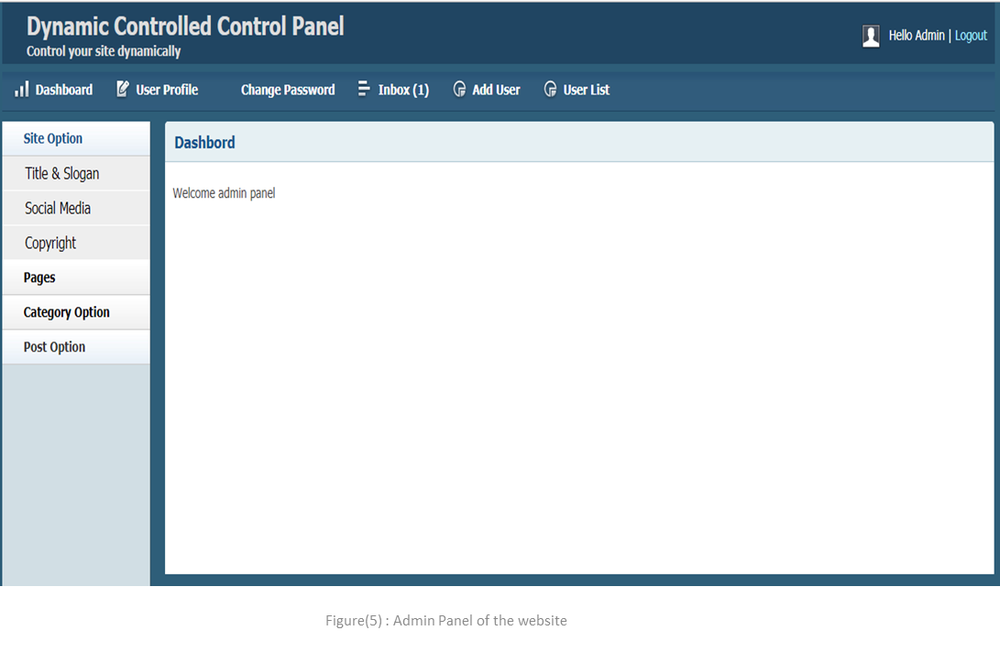 Dynamic Controlled Control Panel
Control your site dynamically
Hello Admin | Logout
Dashboard User Profile Change Password Inbox (1) Add User User List
Site Option
Title & Slogan
Social Media
Copyright
Pages
Category Option
Post Option
Dashbord
Welcome admin panel
Figure(5) : Admin Panel of the website